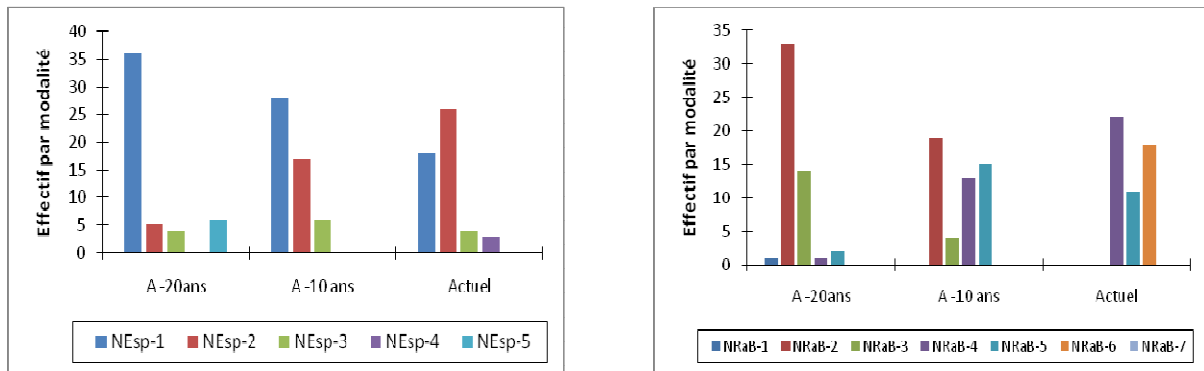 Effectif par modalité
40
35
30
25
20
15
10
5
0
A -20ans
A -10 ans
Actuel
NEsp-1
NEsp-2
NEsp-3
NEsp-4
NEsp-5
Effectif par modalité
35
30
25
20
15
10
5
0
A -20ans
A -10 ans
Actuel
NRaB-1
NRaB-2
NRaB-3
NRaB-4
NRaB-5
NRaB-6
NRaB-7